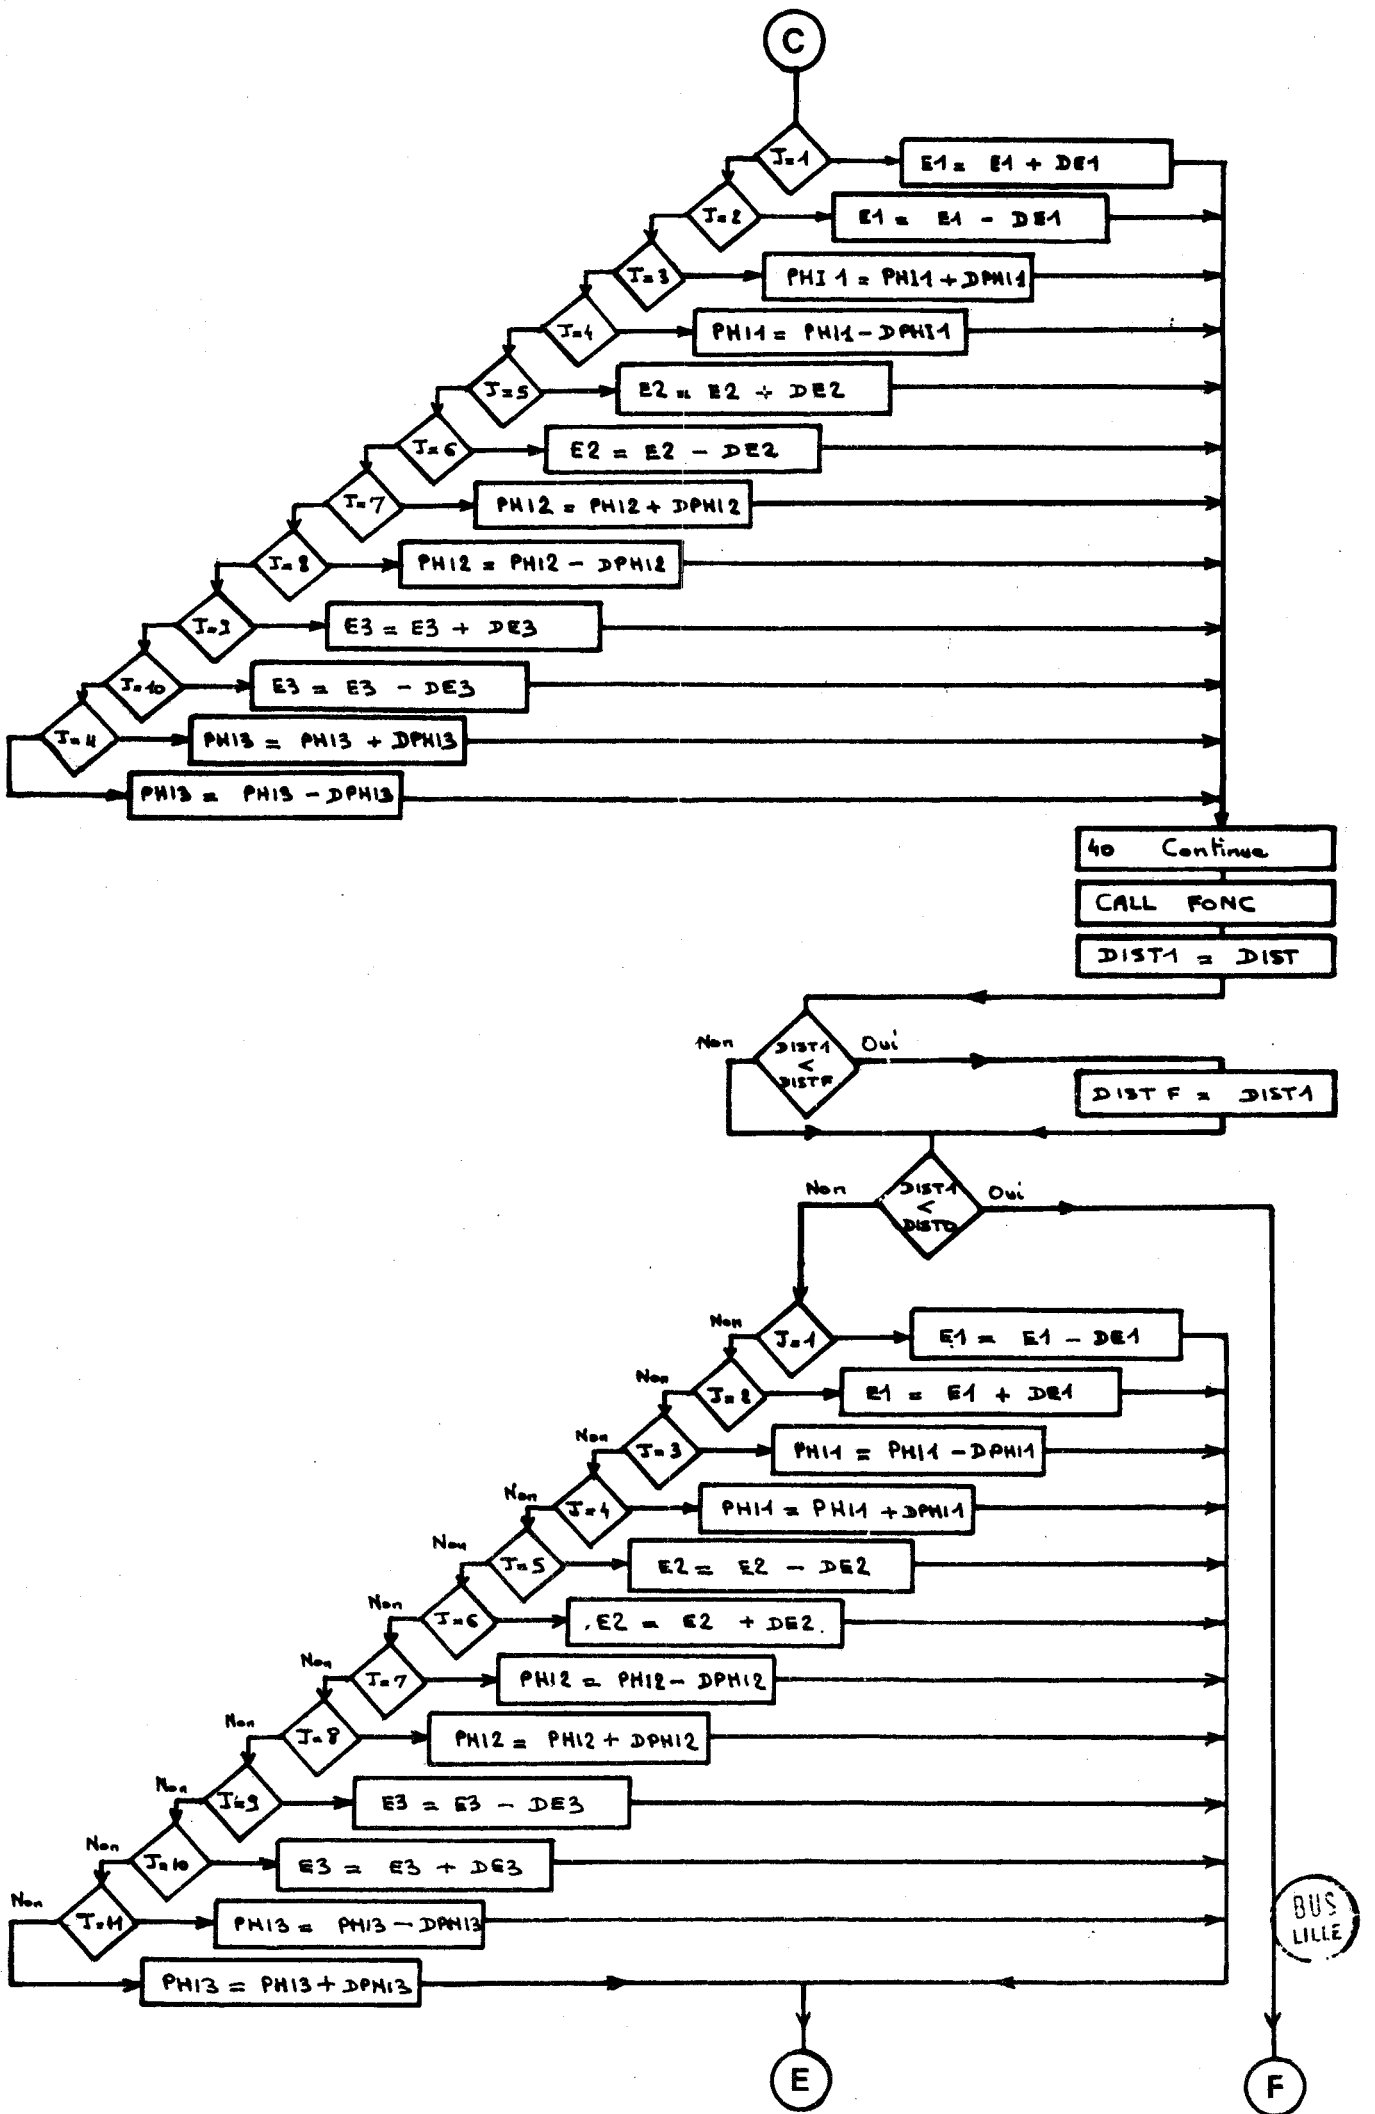 C
J=1
E1 = E1 + DE1
J=2
E1 = E1 - DE1
J=3
PHI1 = PHI1 + DPHI1
J=4
PHI1 = PHI1 - DPHI1
J=5
E2 = E2 + DE2
J=6
E2 = E2 - DE2
J=7
PHI2 = PHI2 + DPHI2
J=8
PHI2 = PHI2 - DPHI2
J=9
E3 = E3 + DE3
J=10
E3 = E3 - DE3
J=11
PHI3 = PHI3 + DPHI3
PHI3 = PHI3 - DPHI3
40 Continue
CALL FONC
DIST1 = DIST
Non
DIST1
<
DISTF
Oui
DISTF = DIST1
Non
DIST1
<
DIST0
Oui
Non
J=1
E1 = E1 - DE1
Non
J=2
E1 = E1 + DE1
Non
J=3
PHI1 = PHI1 - DPHI1
Non
J=4
PHI1 = PHI1 + DPHI1
Non
J=5
E2 = E2 - DE2
Non
J=6
E2 = E2 + DE2
Non
J=7
PHI2 = PHI2 - DPHI2
Non
J=8
PHI2 = PHI2 + DPHI2
Non
J=9
E3 = E3 - DE3
Non
J=10
E3 = E3 + DE3
Non
J=11
PHI3 = PHI3 - DPHI3
PHI3 = PHI3 + DPHI3
BUS
LILLE
E
F